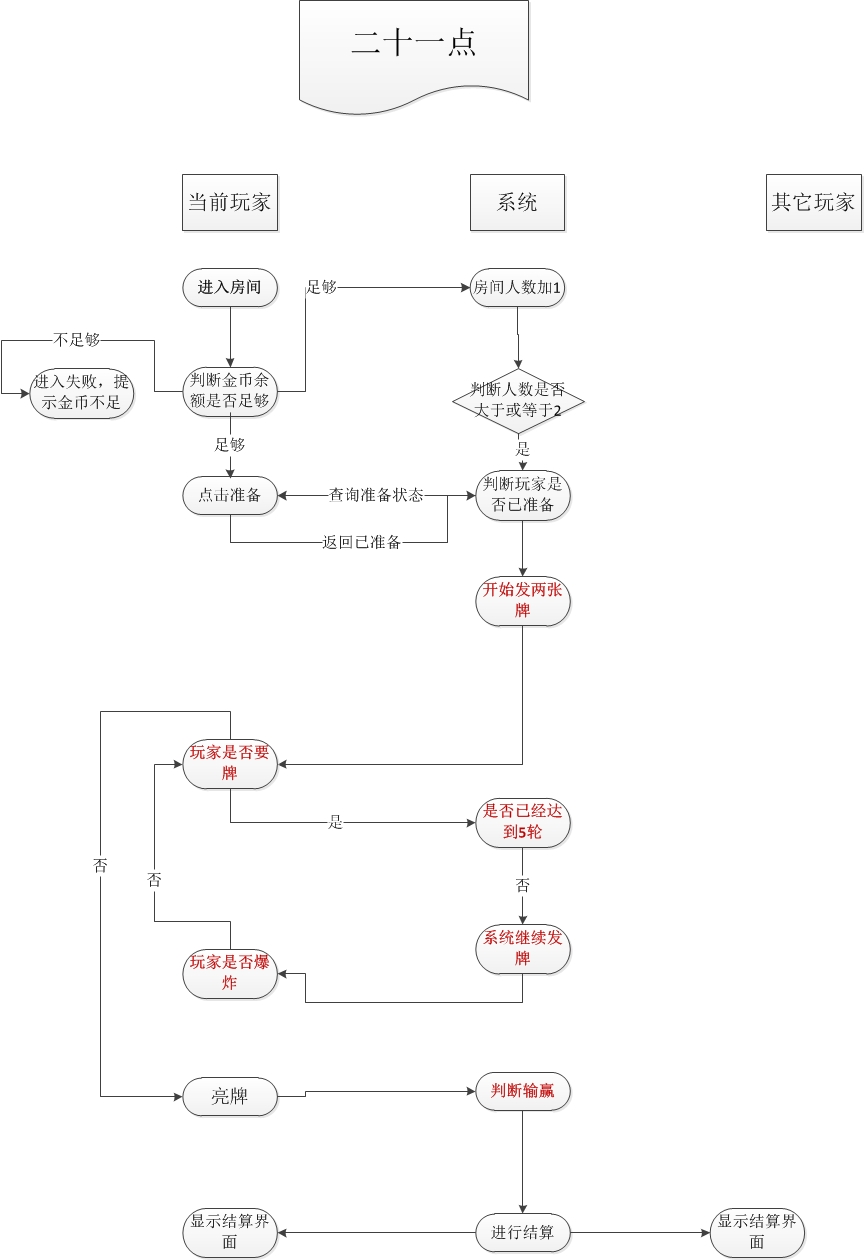 二十一点
当前玩家
系统
其它玩家
进入房间
足够
房间人数加1
不足够
进入失败，提
示金币不足
判断金币余
额是否足够
判断人数是否
大于或等于2
足够
是
点击准备
查询准备状态
判断玩家是
否已准备
返回已准备
开始发两张
牌
玩家是否要
牌
是
是否已经达
到5轮
否
否
否
系统继续发
牌
玩家是否爆
炸
亮牌
判断输赢
显示结算界
面
进行结算
显示结算界
面